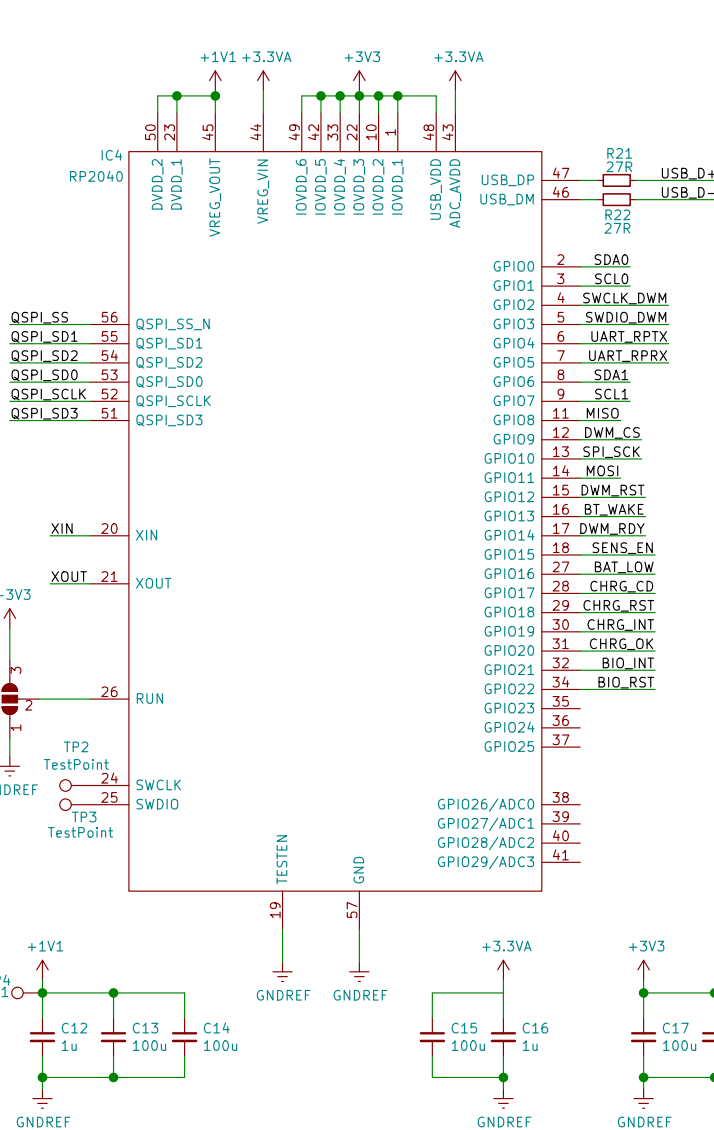 +1V1 +3.3VA +3V3 +3.3VA
50 23 45 44 49 42 33 22 10 1 48 43
IC4
RP2040
DVDD_2 DVDD_1 VREG_VOUT VREG_VIN IOVDD_6 IOVDD_5 IOVDD_4 IOVDD_3 IOVDD_2 IOVDD_1 USB_VDD ADC_AVDD
R21
27R
USB_DP 47 USB_D+
USB_DM 46 USB_D-
R22
27R
GPIO0 2 SDA0
GPIO1 3 SCL0
GPIO2 4 SWCLK_DWM
QSPI_SS 56 QSPI_SS_N GPIO3 5 SWDIO_DWM
QSPI_SD1 55 QSPI_SD1 GPIO4 6 UART_RPTX
QSPI_SD2 54 QSPI_SD2 GPIO5 7 UART_RPRX
QSPI_SD0 53 QSPI_SD0 GPIO6 8 SDA1
QSPI_SCLK 52 QSPI_SCLK GPIO7 9 SCL1
QSPI_SD3 51 QSPI_SD3 GPIO8 11 MISO
GPIO9 12 DWM_CS
GPIO10 13 SPI_SCK
GPIO11 14 MOSI
GPIO12 15 DWM_RST
GPIO13 16 BT_WAKE
XIN 20 XIN GPIO14 17 DWM_RDY
GPIO15 18 SENS_EN
GPIO16 27 BAT_LOW
XOUT 21 XOUT GPIO17 28 CHRG_CD
-3V3 GPIO18 29 CHRG_RST
GPIO19 30 CHRG_INT
GPIO20 31 CHRG_OK
3 GPIO21 32 BIO_INT
GPIO22 34 BIO_RST
2 26 RUN GPIO23 35
1 GPIO24 36
GPIO25 37
TP2
TestPoint
NDREF 24 SWCLK
25 SWDIO GPIO26/ADC0 38
TP3 GPIO27/ADC1 39
TestPoint GPIO28/ADC2 40
GPIO29/ADC3 41
TESTEN GND
19 57
GNDREF GNDREF
+1V1 +3.3VA +3V3
4
1
C12 C13 C14 C15 C16 C17
1u 100u 100u 100u 1u 100u
GNDREF GNDREF GNDREF